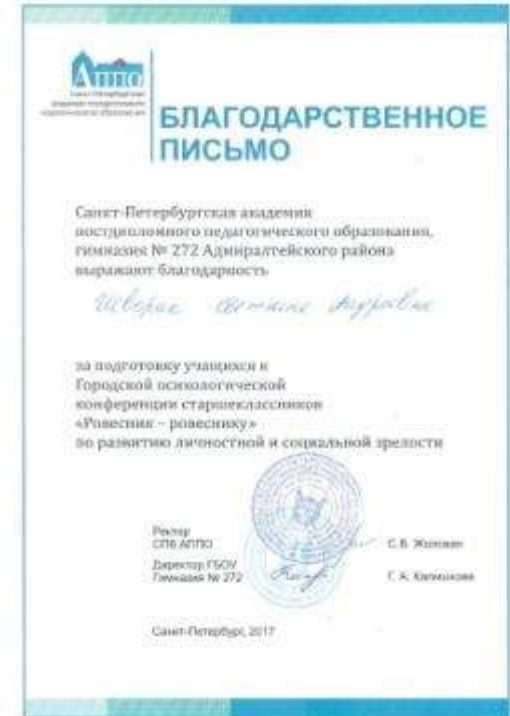 АППО
БЛАГОДАРСТВЕННОЕ
ПИСЬМО
Санкт-Петербургская академия
постдипломного педагогического образования,
гимназия № 272 Адмиралтейского района
выражают благодарность
за подготовку учащихся к
Городской психологической
конференции старшеклассников
«Ровесник – ровеснику»
по развитию личностной и социальной зрелости
Ректор
СПб АППО
С.В. Жолован
Директор ГБОУ
Гимназия № 272
Г. А. Калмыкова
Санкт-Петербург, 2017